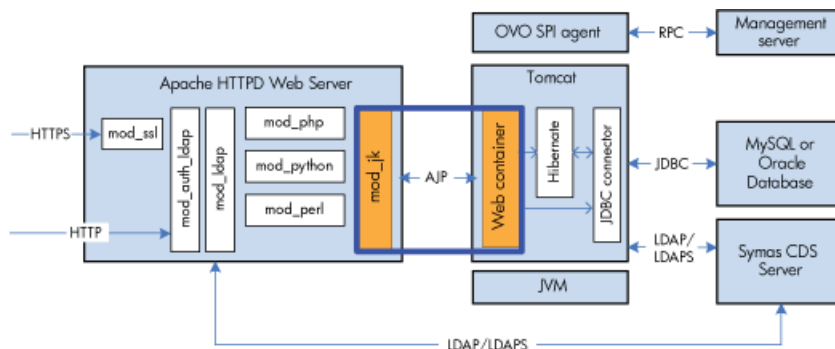 OVO SPI agent
RPC
Management
server
Apache HTTPD Web Server
Tomcat
HTTPS
mod_ssl
mod_auth_ldap
mod_ldap
mod_php
mod_python
mod_perl
mod_jk
AJP
Web container
Hibernate
JDBC connector
JDBC
MySQL or
Oracle
Database
HTTP
LDAP/
LDAPS
Symas CDS
Server
JVM
LDAP/LDAPS